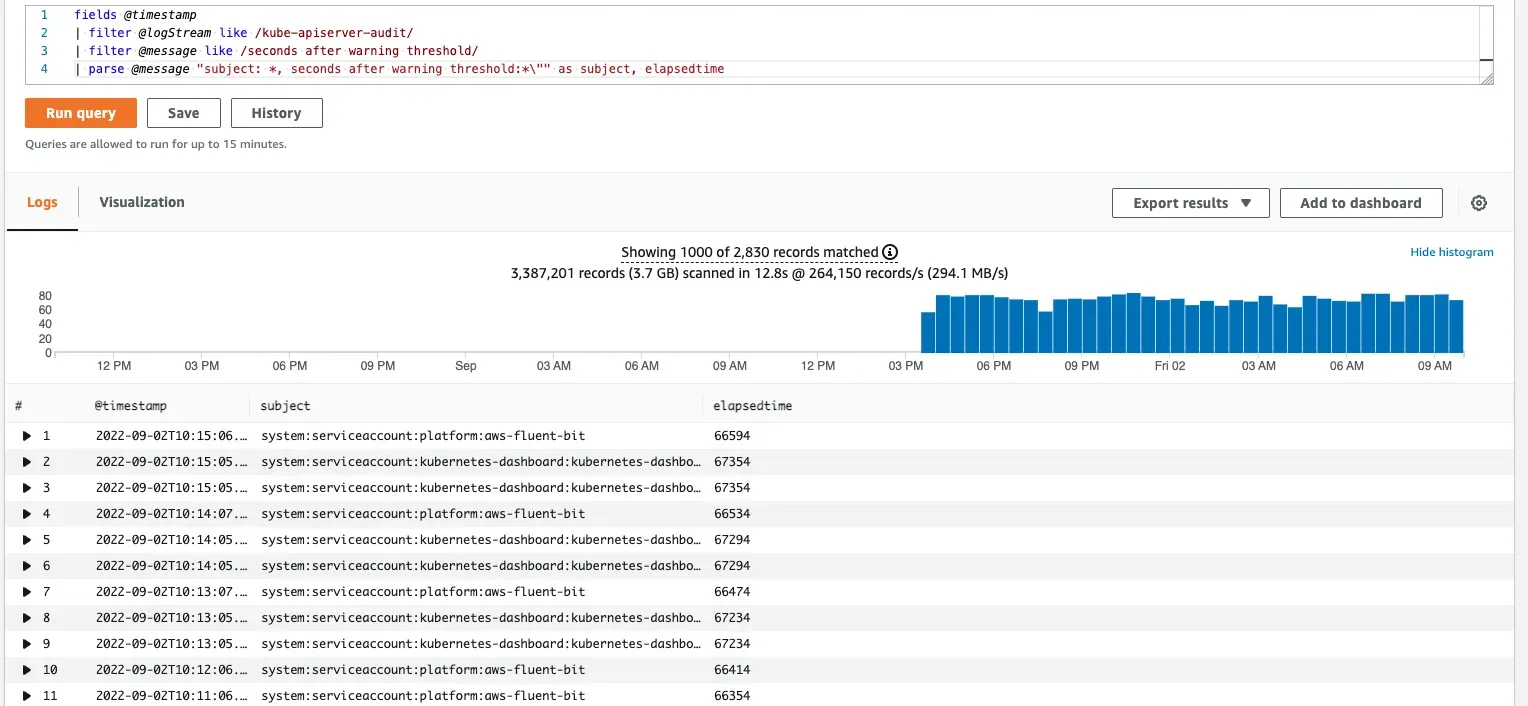 1 fields @timestamp
2 | filter @logStream like /kube-apiserver-audit/
3 | filter @message like /seconds after warning threshold/
4 | parse @message "subject: *, seconds after warning threshold:*\"" as subject, elapsedtime
Run query Save History
Queries are allowed to run for up to 15 minutes.
Logs Visualization Export results ▼ Add to dashboard
Showing 1000 of 2,830 records matched
Hide histogram
3,387,201 records (3.7 GB) scanned in 12.8s @ 264,150 records/s (294.1 MB/s)
80
60
40
20
0
12 PM 03 PM 06 PM 09 PM Sep 03 AM 06 AM 09 AM 12 PM 03 PM 06 PM 09 PM Fri 02 03 AM 06 AM 09 AM
# @timestamp subject elapsedtime
1 2022-09-02T10:15:06.… system:serviceaccount:platform:aws-fluent-bit 66594
2 2022-09-02T10:15:05.… system:serviceaccount:kubernetes-dashboard:kubernetes-dashbo… 67354
3 2022-09-02T10:15:05.… system:serviceaccount:kubernetes-dashboard:kubernetes-dashbo… 67354
4 2022-09-02T10:14:07.… system:serviceaccount:platform:aws-fluent-bit 66534
5 2022-09-02T10:14:05.… system:serviceaccount:kubernetes-dashboard:kubernetes-dashbo… 67294
6 2022-09-02T10:14:05.… system:serviceaccount:kubernetes-dashboard:kubernetes-dashbo… 67294
7 2022-09-02T10:13:07.… system:serviceaccount:platform:aws-fluent-bit 66474
8 2022-09-02T10:13:05.… system:serviceaccount:kubernetes-dashboard:kubernetes-dashbo… 67234
9 2022-09-02T10:13:05.… system:serviceaccount:kubernetes-dashboard:kubernetes-dashbo… 67234
10 2022-09-02T10:12:06.… system:serviceaccount:platform:aws-fluent-bit 66414
11 2022-09-02T10:11:06.… system:serviceaccount:platform:aws-fluent-bit 66354